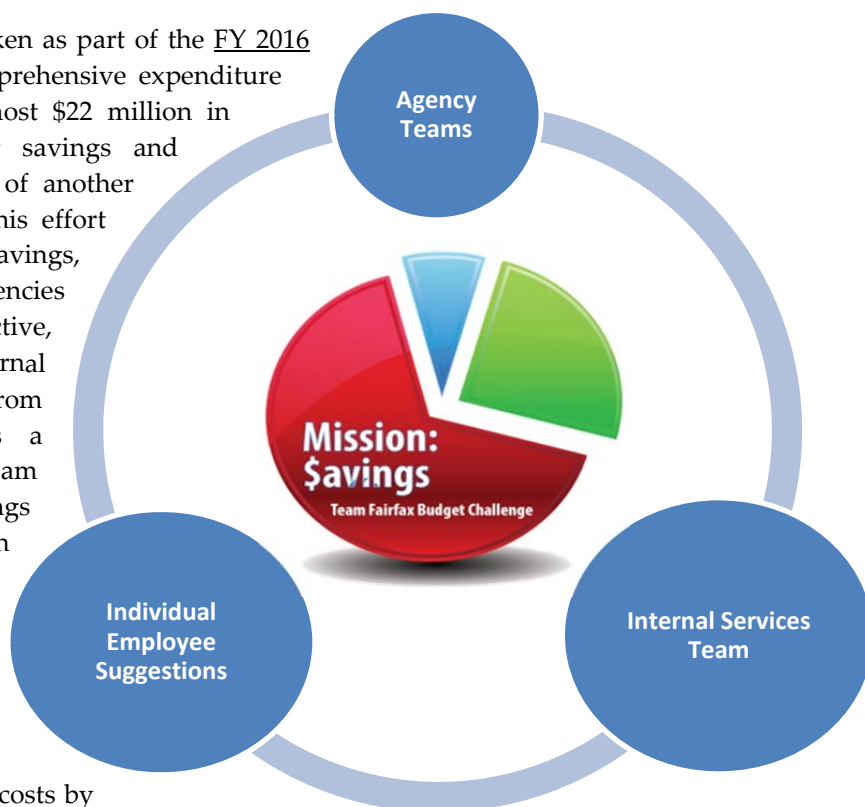 ken as part of the FY 2016
prehensive expenditure
most $22 million in
savings and
of another
his effort
avings,
encies
ctive,
rnal
rom
s a
am
ngs
n
costs by
Agency
Teams
Mission:
$avings
Team Fairfax Budget Challenge
Individual
Employee
Suggestions
Internal Services
Team